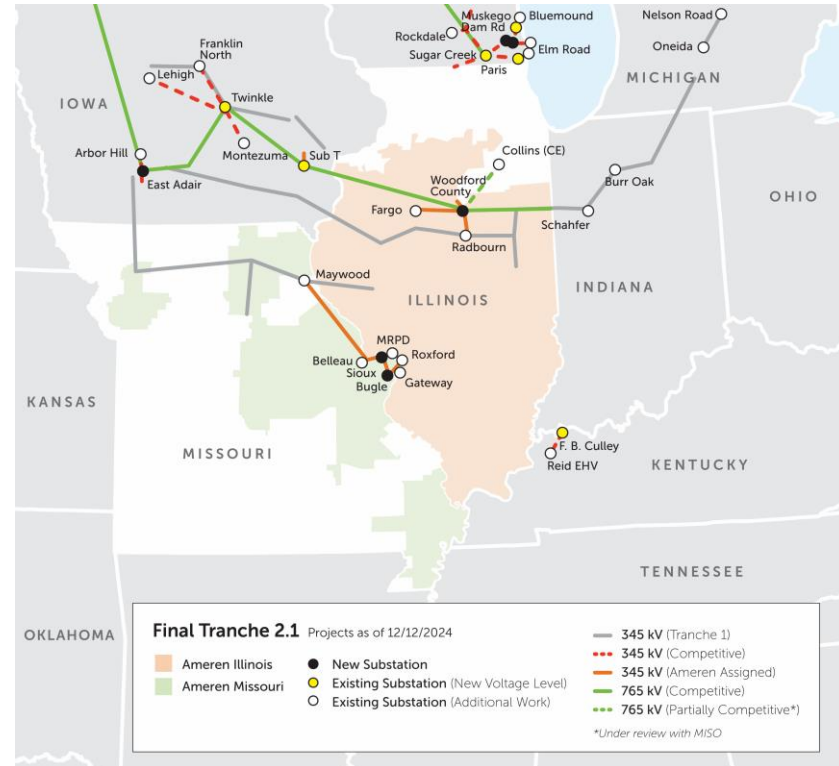 Muskego
Dam Rd
Bluemound
Nelson Road
Rockdale
Elm Road
Oneida
Sugar Creek
Paris
MICHIGAN
Franklin
North
Lehigh
IOWA
Twinkle
Montezuma
Sub T
Arbor Hill
East Adair
Collins (CE)
Woodford
County
Burr Oak
OHIO
Fargo
Schahfer
Radbourn
Maywood
ILLINOIS
INDIANA
MRPD
Roxford
Belleau
Sioux
Bugle
Gateway
KANSAS
MISSOURI
F. B. Culley
Reid EHV
KENTUCKY
TENNESSEE
OKLAHOMA
Final Tranche 2.1 Projects as of 12/12/2024
Ameren Illinois
Ameren Missouri
New Substation
Existing Substation (New Voltage Level)
Existing Substation (Additional Work)
345 kV (Tranche 1)
345 kV (Competitive)
345 kV (Ameren Assigned)
765 kV (Competitive)
765 kV (Partially Competitive*)
*Under review with MISO